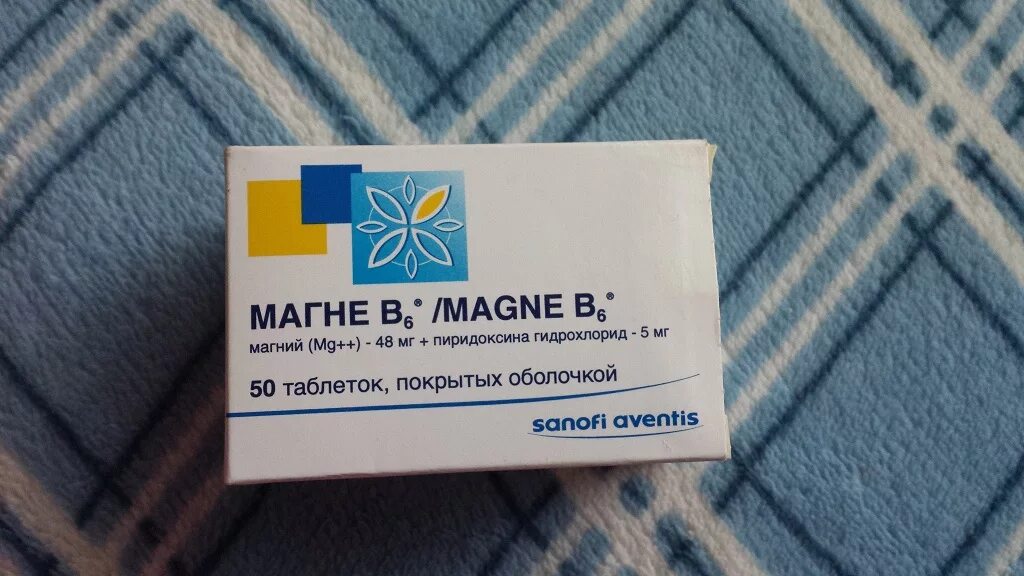 МАГНЕ B₆® /MAGNE B₆®
магний (Mg++) - 48 мг + пиридоксина гидрохлорид - 5 мг
50 таблеток, покрытых оболочкой
sanofi aventis